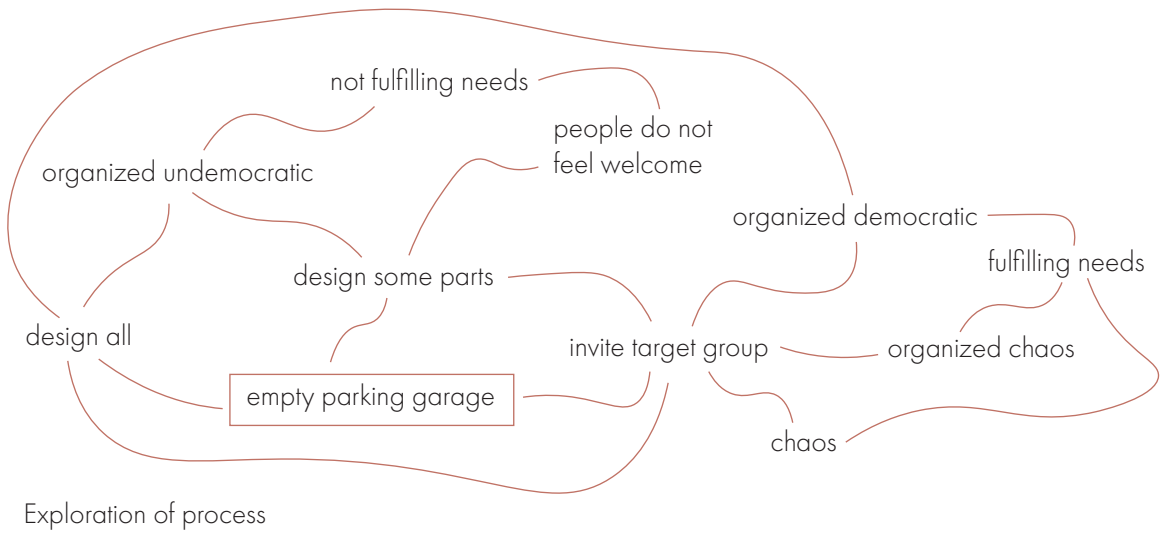 not fulfilling needs
people do not
feel welcome
organized undemocratic
organized democratic
fulfilling needs
design some parts
design all
invite target group
organized chaos
empty parking garage
chaos
Exploration of process